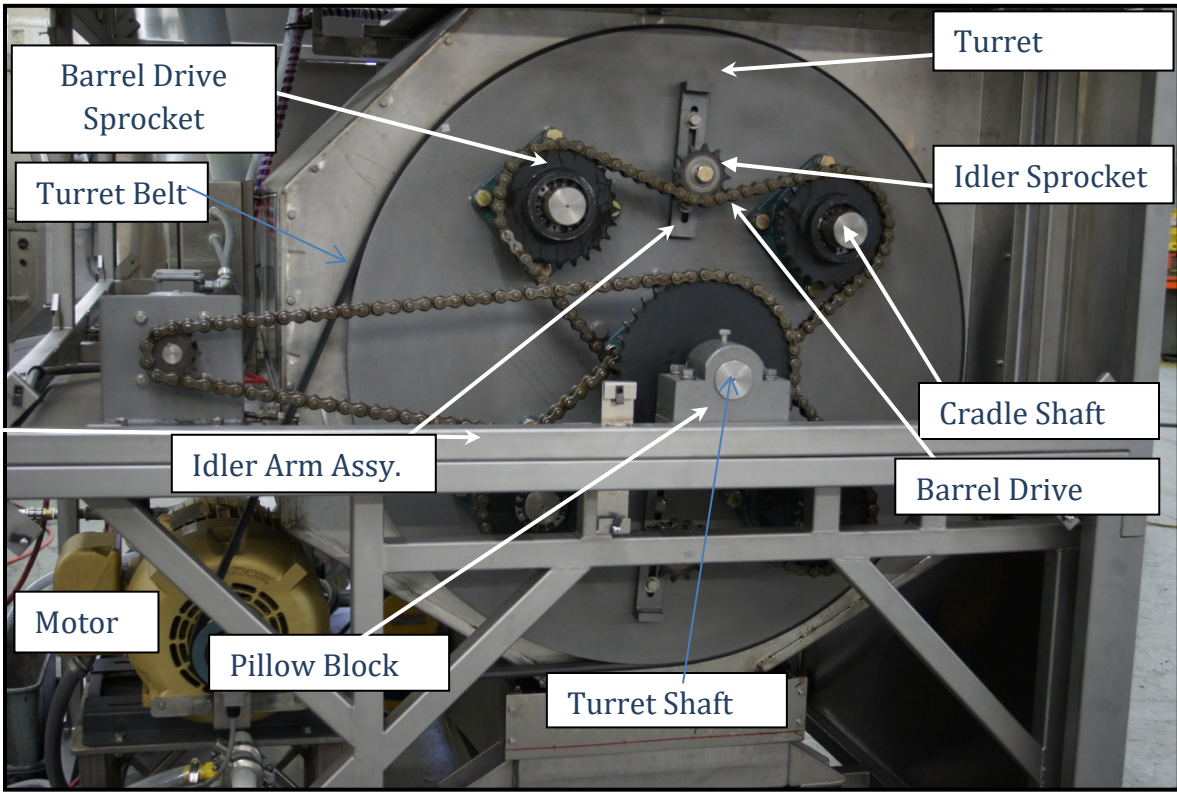 Turret
Barrel Drive
Sprocket
Idler Sprocket
Turret Belt
Cradle Shaft
Idler Arm Assy.
Barrel Drive
Motor
Pillow Block
Turret Shaft